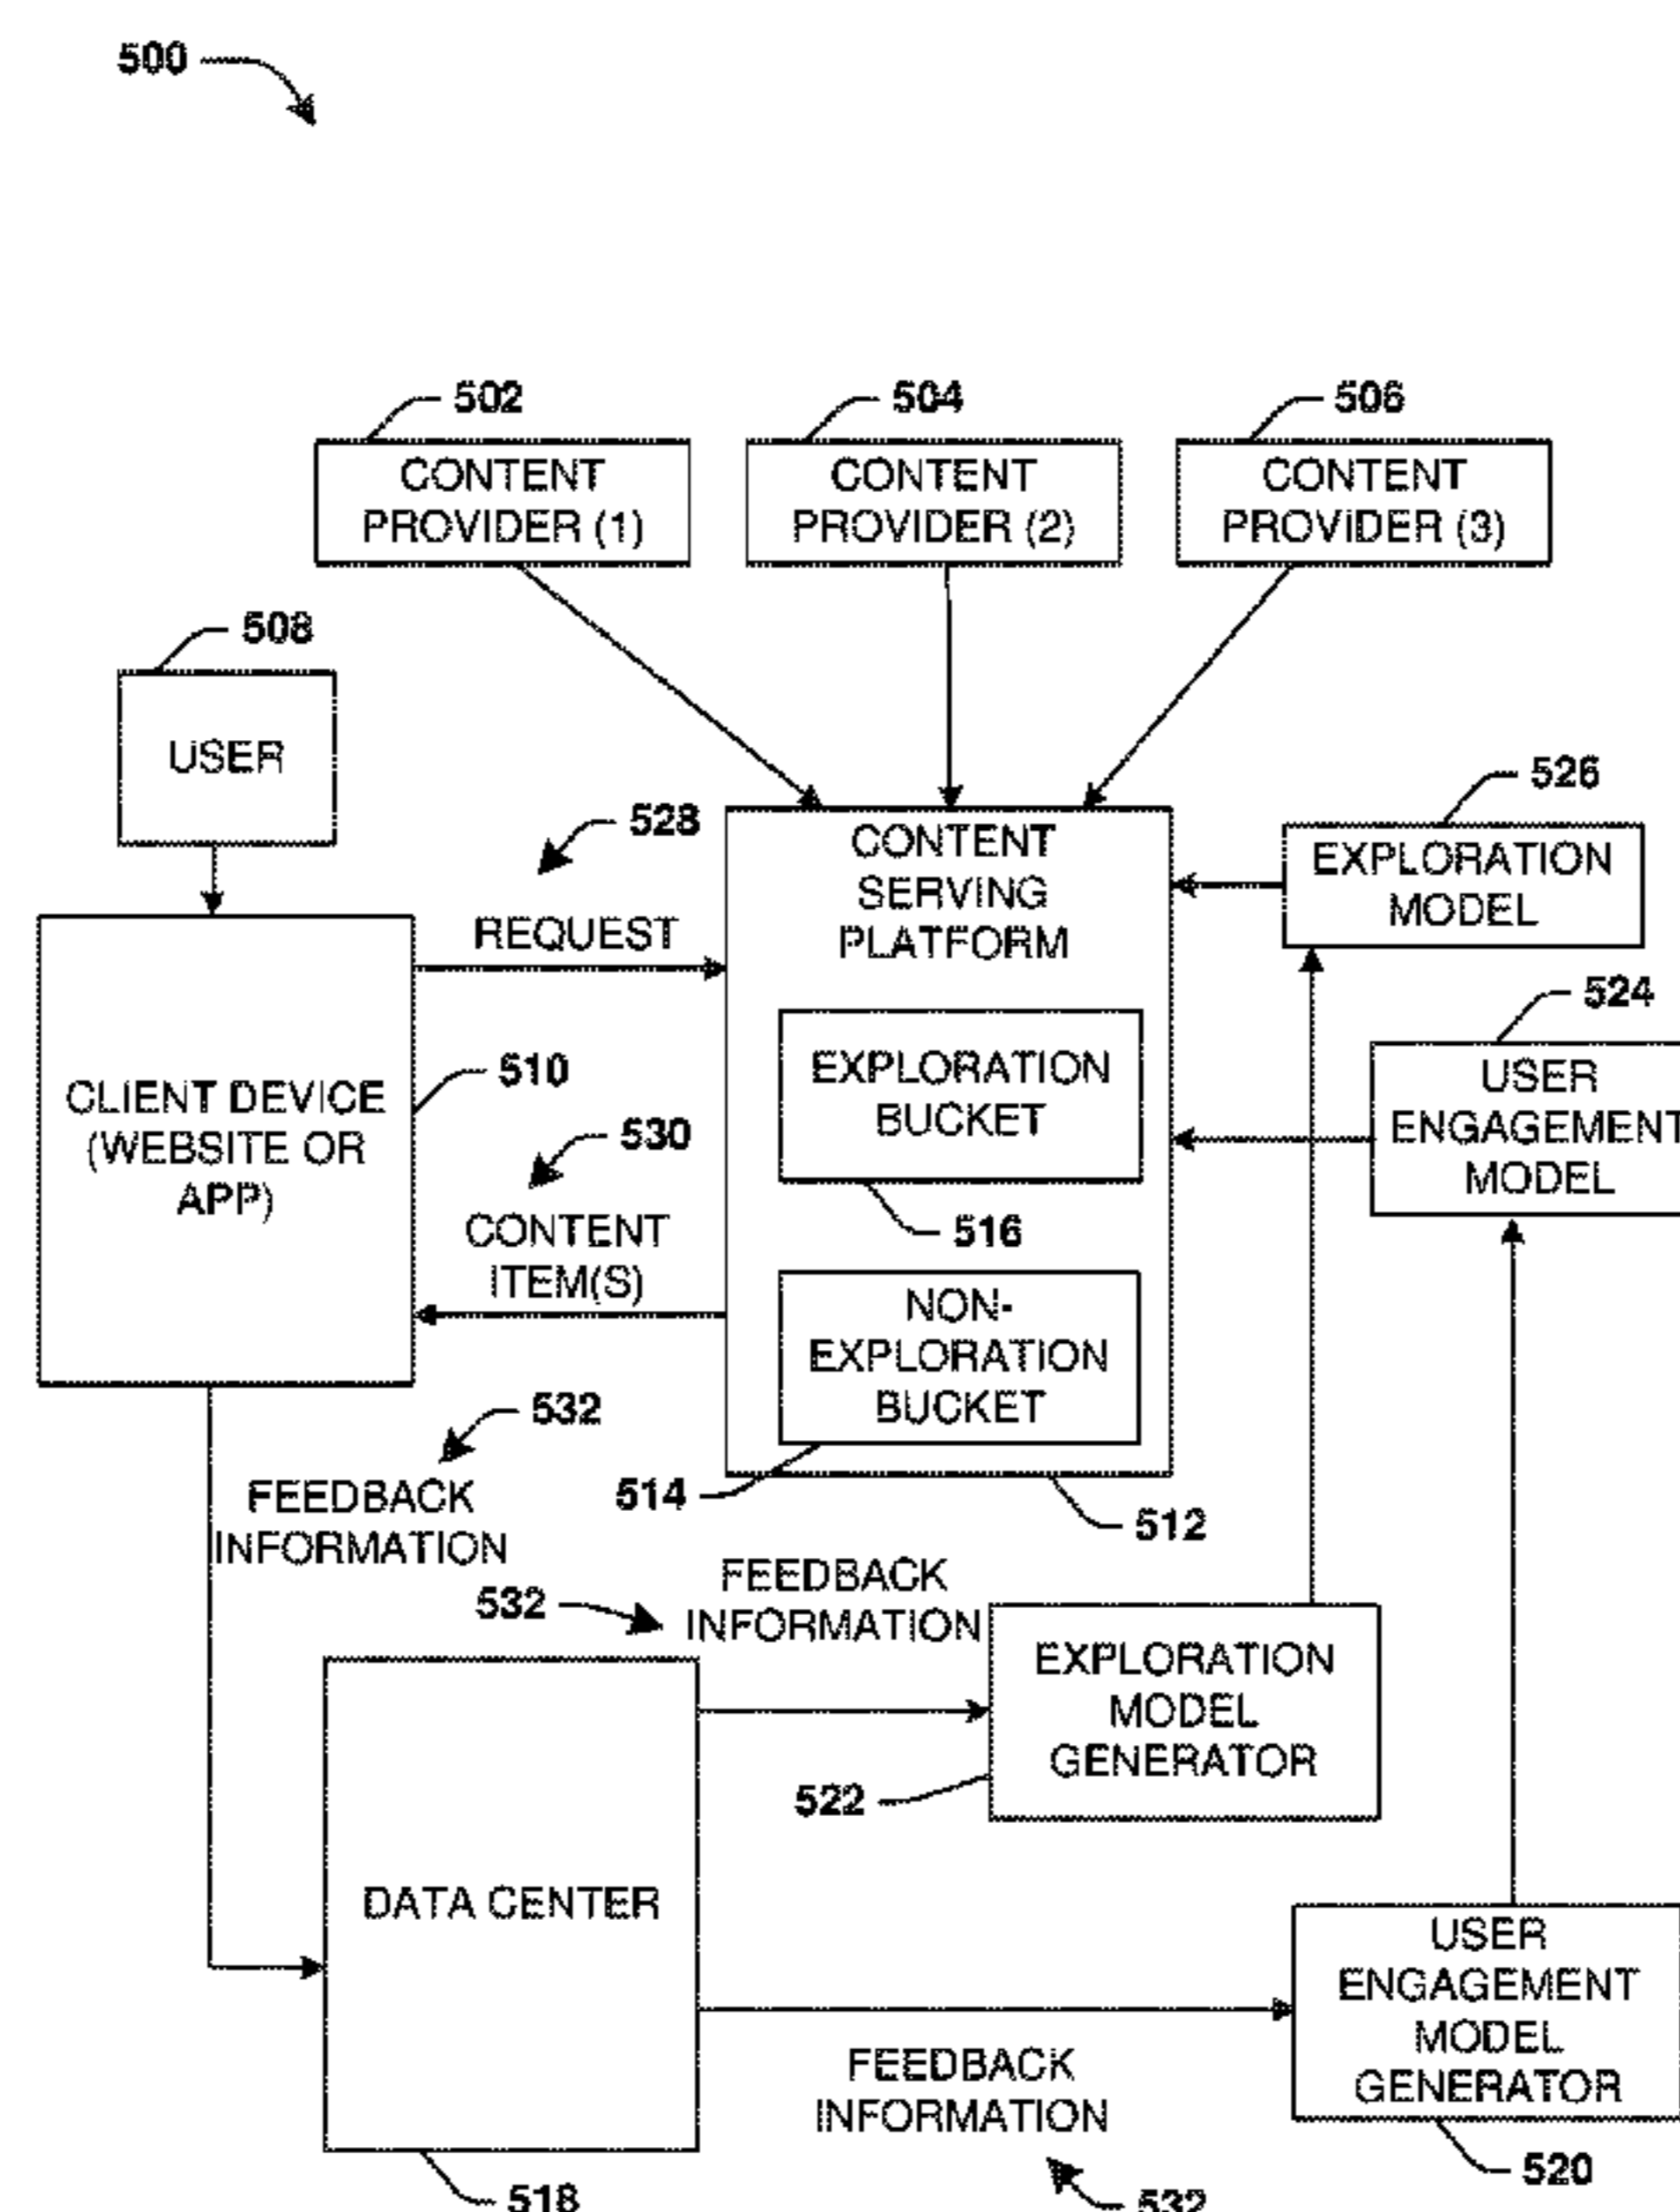 500
502
504
506
CONTENT
PROVIDER (1)
CONTENT
PROVIDER (2)
CONTENT
PROVIDER (3)
508
USER
526
528
CONTENT
SERVING
PLATFORM
EXPLORATION
MODEL
REQUEST
524
USER
ENGAGEMENT
MODEL
510
CLIENT DEVICE
(WEBSITE OR
APP)
EXPLORATION
BUCKET
530
516
CONTENT
ITEM(S)
NON-
EXPLORATION
BUCKET
532
514
512
FEEDBACK
INFORMATION
532
FEEDBACK
INFORMATION
EXPLORATION
MODEL
GENERATOR
522
DATA CENTER
USER
ENGAGEMENT
MODEL
GENERATOR
FEEDBACK
INFORMATION
520
518
532